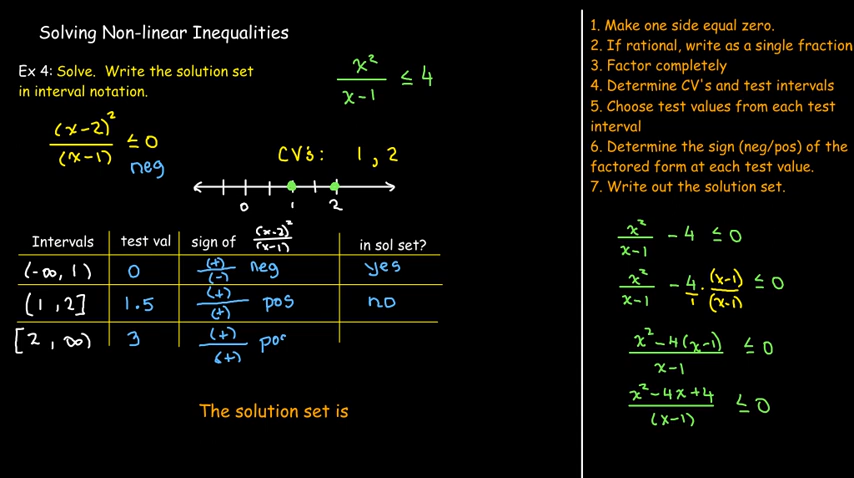 Solving Non-linear Inequalities
Ex 4: Solve. Write the solution set
in interval notation.
x²/(x-1) ≤ 4
(x-2)²/(x-1) ≤ 0
neg
CV's: 1, 2
0 1 2
Intervals test val sign of (x-2)²/(x-1) in sol set?
(-∞, 1) 0 (+)/(-) neg yes
(1, 2] 1.5 (+)/(+) pos no
[2, ∞) 3 (+)/(+) pos
The solution set is
1. Make one side equal zero.
2. If rational, write as a single fraction
3. Factor completely
4. Determine CV's and test intervals
5. Choose test values from each test
interval
6. Determine the sign (neg/pos) of the
factored form at each test value.
7. Write out the solution set.
x²/(x-1) - 4 ≤ 0
x²/(x-1) - 4/1 · (x-1)/(x-1) ≤ 0
(x²-4(x-1))/(x-1) ≤ 0
(x²-4x+4)/(x-1) ≤ 0